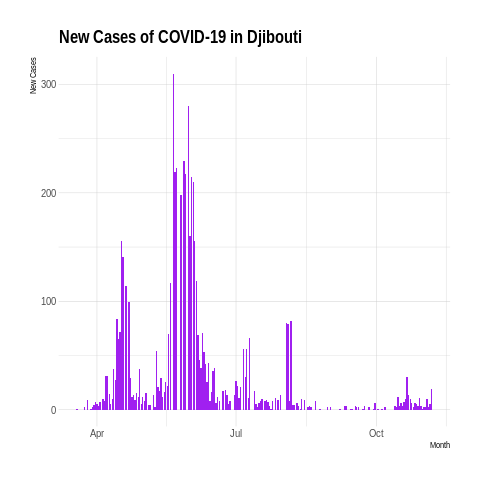 New Cases of COVID-19 in Djibouti
New Cases
300
200
100
0
Apr
Jul
Oct
Month